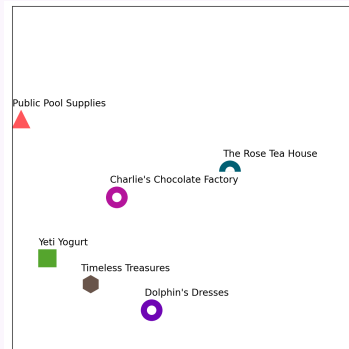 Public Pool Supplies
The Rose Tea House
Charlie's Chocolate Factory
Yeti Yogurt
Timeless Treasures
Dolphin's Dresses